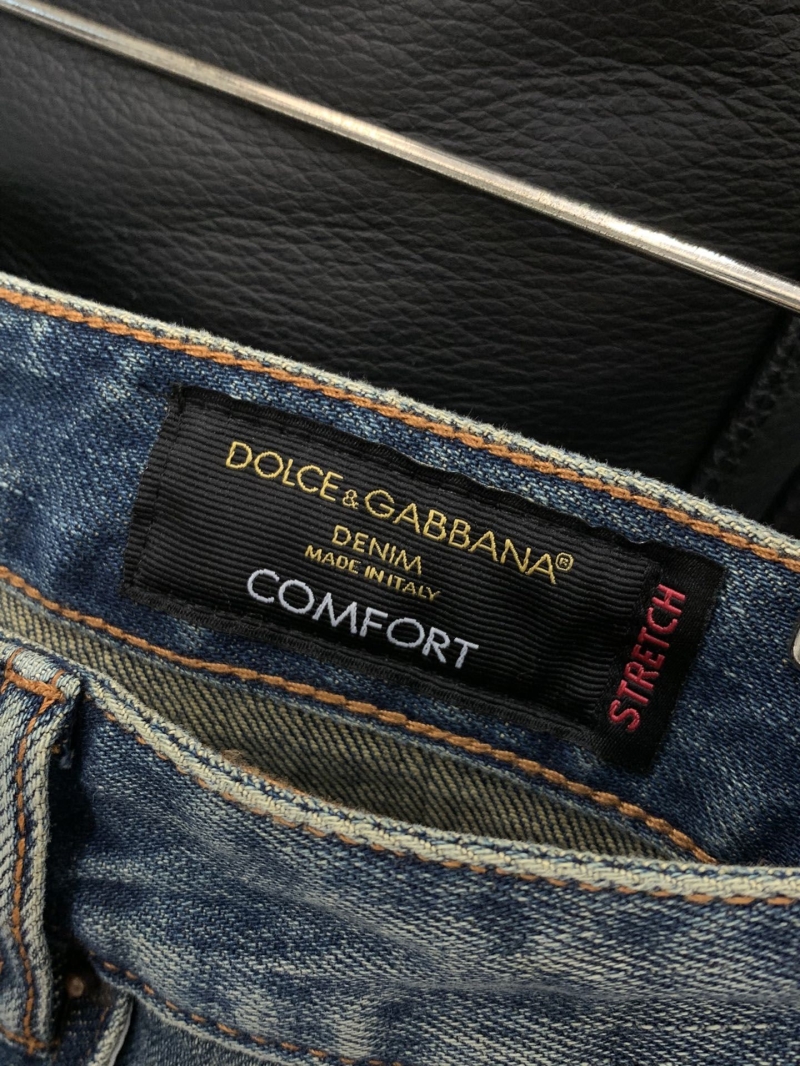 DOLCE & GABBANA®
DENIM
MADE IN ITALY
COMFORT
STRETCH